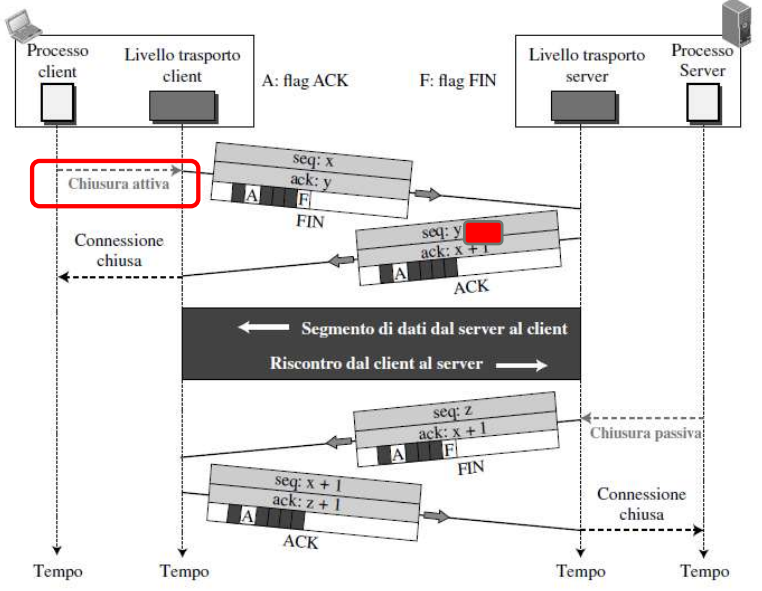 Processo
client
Livello trasporto
client
A: flag ACK
F: flag FIN
Livello trasporto
server
Processo
Server
Chiusura attiva
seq: x
ack: y
A
F
FIN
seq: y
ack: x + 1
A
ACK
Connessione
chiusa
Segmento di dati dal server al client
Riscontro dal client al server
seq: z
ack: x + 1
A
F
FIN
Chiusura passiva
seq: x + 1
ack: z + 1
A
ACK
Connessione
chiusa
Tempo
Tempo
Tempo
Tempo